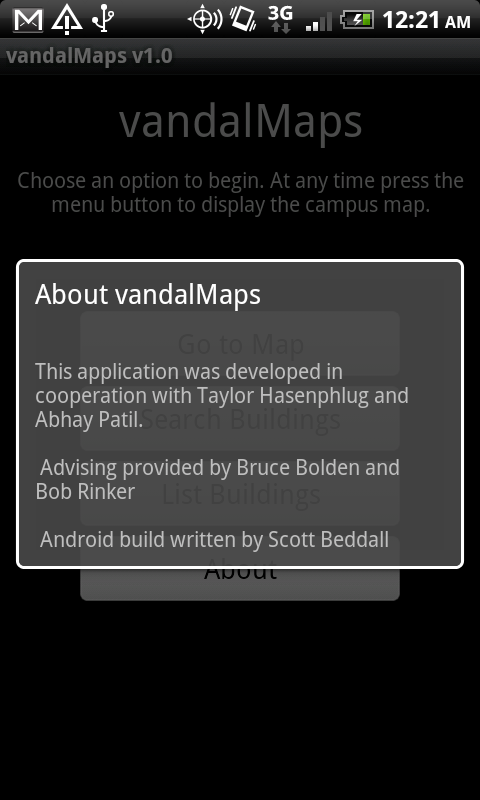 3G
12:21 AM
vandalMaps v1.0
vandalMaps
Choose an option to begin. At any time press the
menu button to display the campus map.
About vandalMaps
Go to Map
This application was developed in
cooperation with Taylor Hasenphlug and
Abhay Patil.
Search Buildings
Advising provided by Bruce Bolden and
Bob Rinker
List Buildings
Android build written by Scott Beddall
About